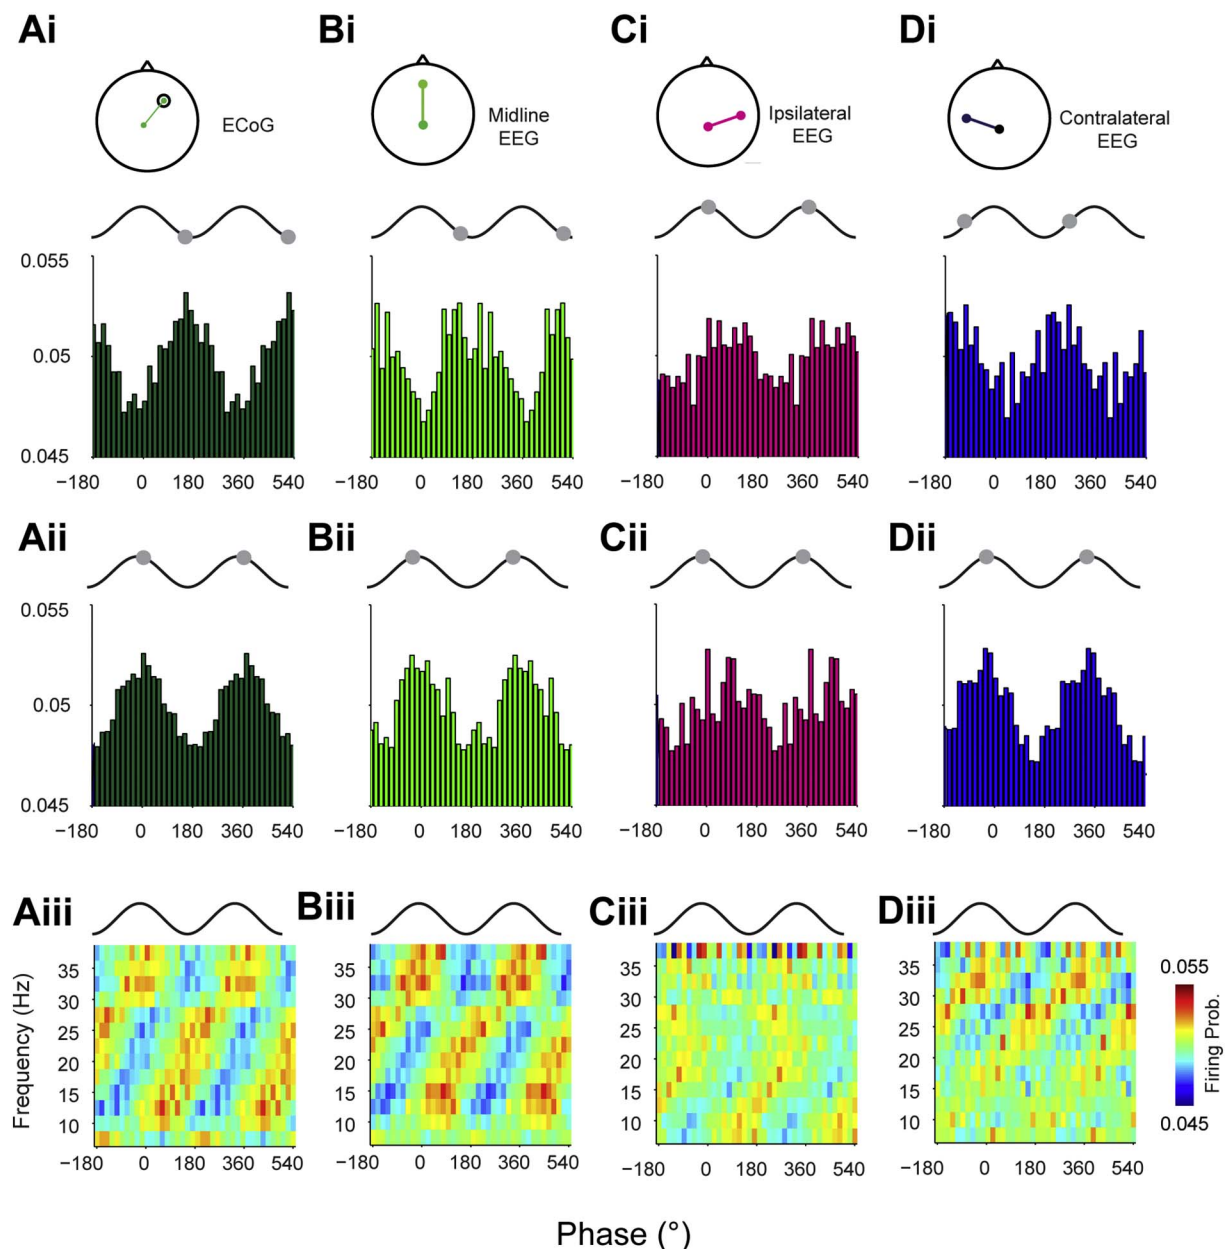 Ai Bi Ci Di
ECoG
Midline
EEG
Ipsilateral
EEG
Contralateral
EEG
0.055
0.05
0.045
−180 0 180 360 540
−180 0 180 360 540
−180 0 180 360 540
−180 0 180 360 540
Aii Bii Cii Dii
0.055
0.05
0.045
−180 0 180 360 540
−180 0 180 360 540
−180 0 180 360 540
−180 0 180 360 540
Aiii Biii Ciii Diii
Frequency (Hz)
35
30
25
20
15
10
35
30
25
20
15
10
35
30
25
20
15
10
35
30
25
20
15
10
0.055
Firing Prob.
0.045
−180 0 180 360 540
−180 0 180 360 540
−180 0 180 360 540
−180 0 180 360 540
Phase (°)